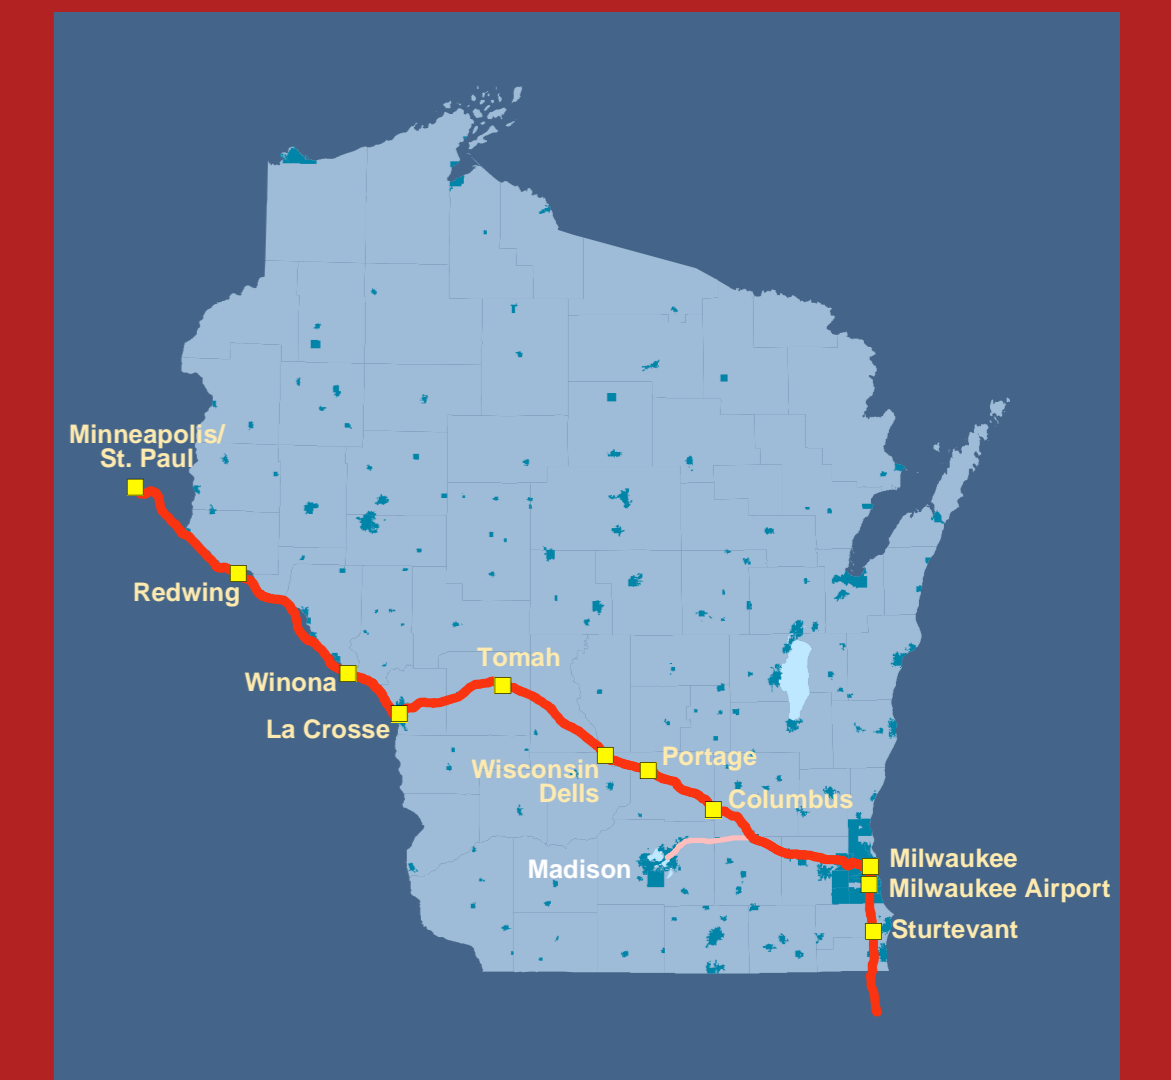 Minneapolis/
St. Paul
Redwing
Winona
La Crosse
Tomah
Wisconsin
Dells
Portage
Columbus
Madison
Milwaukee
Milwaukee Airport
Sturtevant